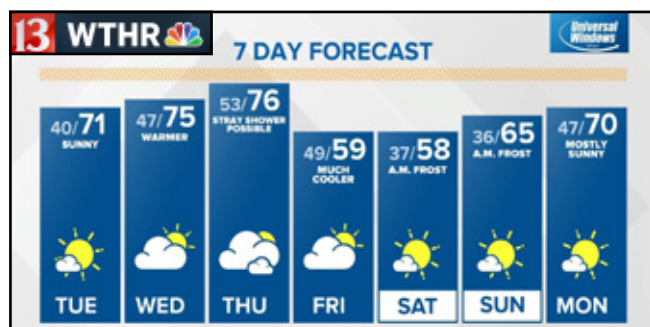 13 WTHR
7 DAY FORECAST
Universal
Windows
40/71
SUNNY
47/75
WARMER
53/76
STRAY SHOWER
POSSIBLE
49/59
MUCH
COOLER
37/58
A.M. FROST
36/65
A.M. FROST
47/70
MOSTLY
SUNNY
TUE
WED
THU
FRI
SAT
SUN
MON